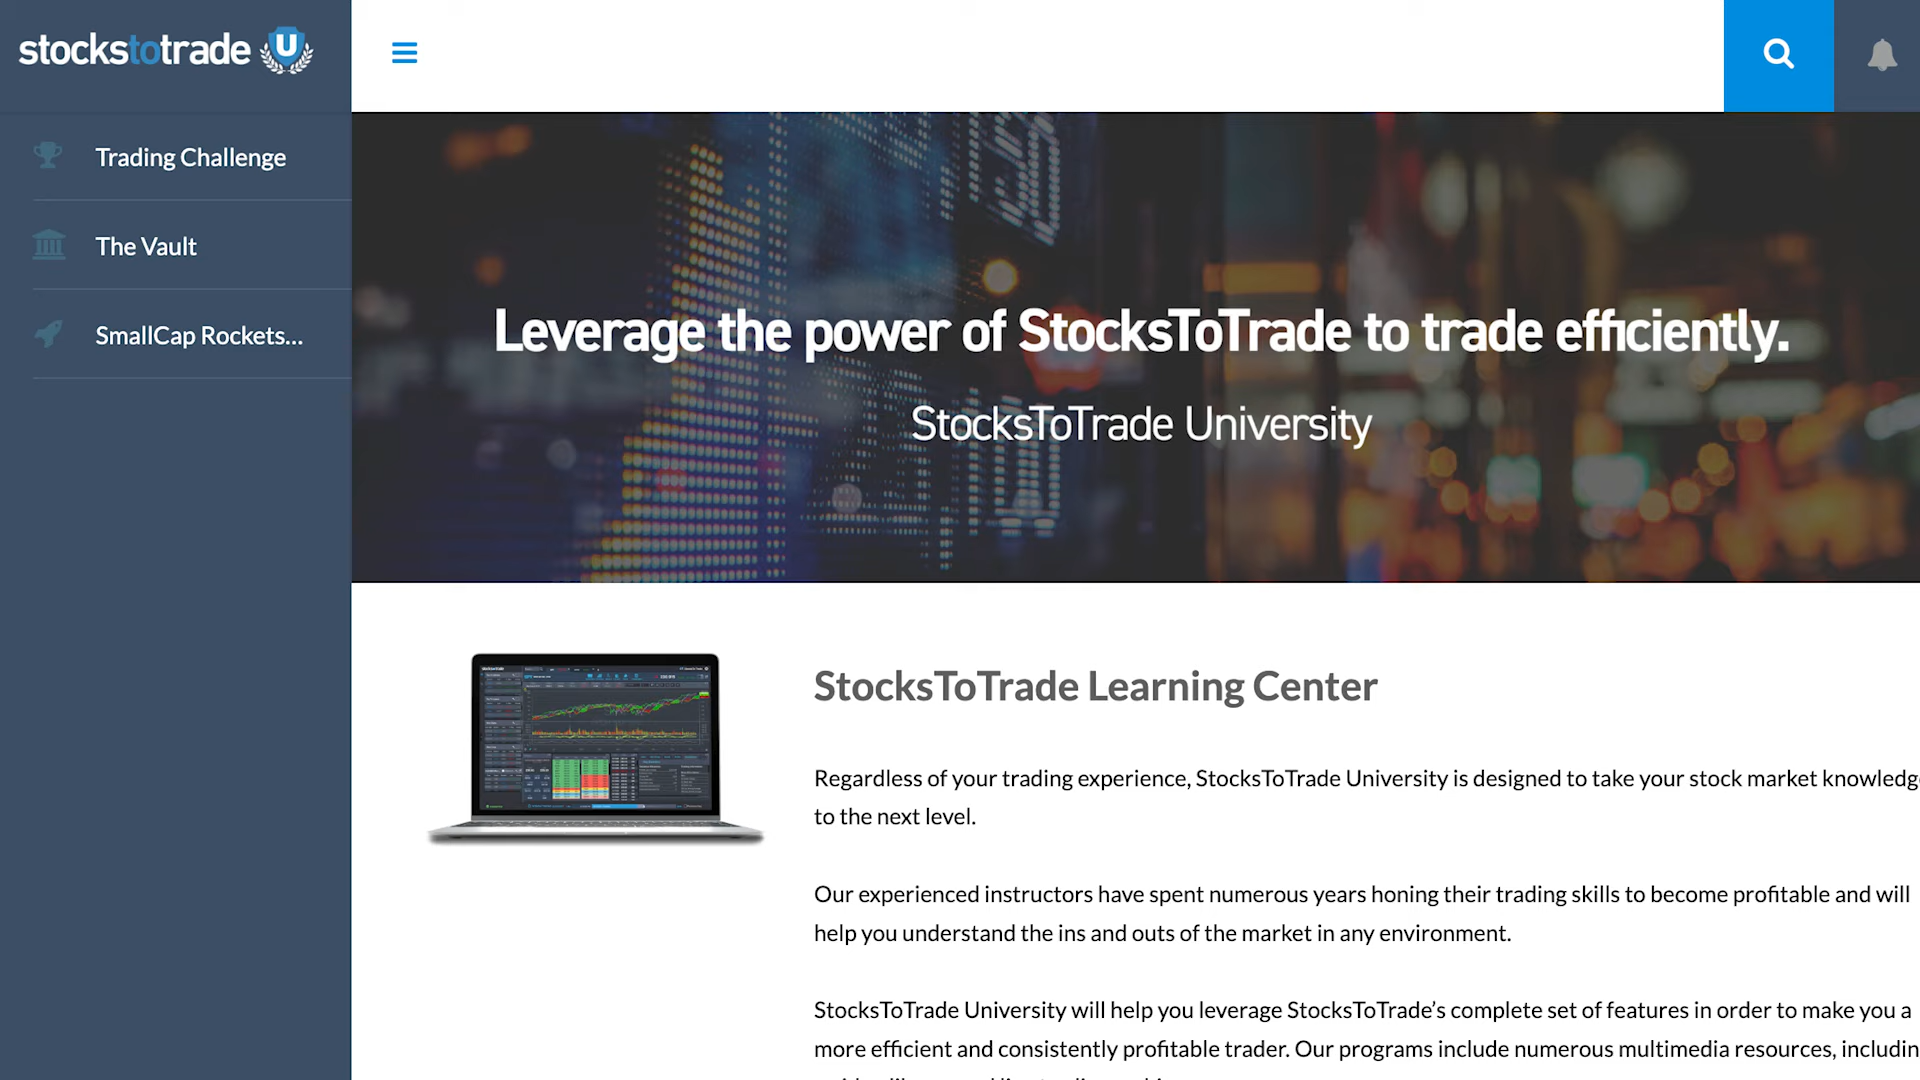 stockstotrade U
Trading Challenge
The Vault
SmallCap Rockets...
Leverage the power of StocksToTrade to trade efficiently.
StocksToTrade University
StocksToTrade Learning Center
Regardless of your trading experience, StocksToTrade University is designed to take your stock market
to the next level.
Our experienced instructors have spent numerous years honing their trading skills to become profitable and will
help you understand the ins and outs of the market in any environment.
StocksToTrade University will help you leverage StocksToTrade’s complete set of features in order to make you a
more efficient and consistently profitable trader. Our programs include numerous multimedia resources,